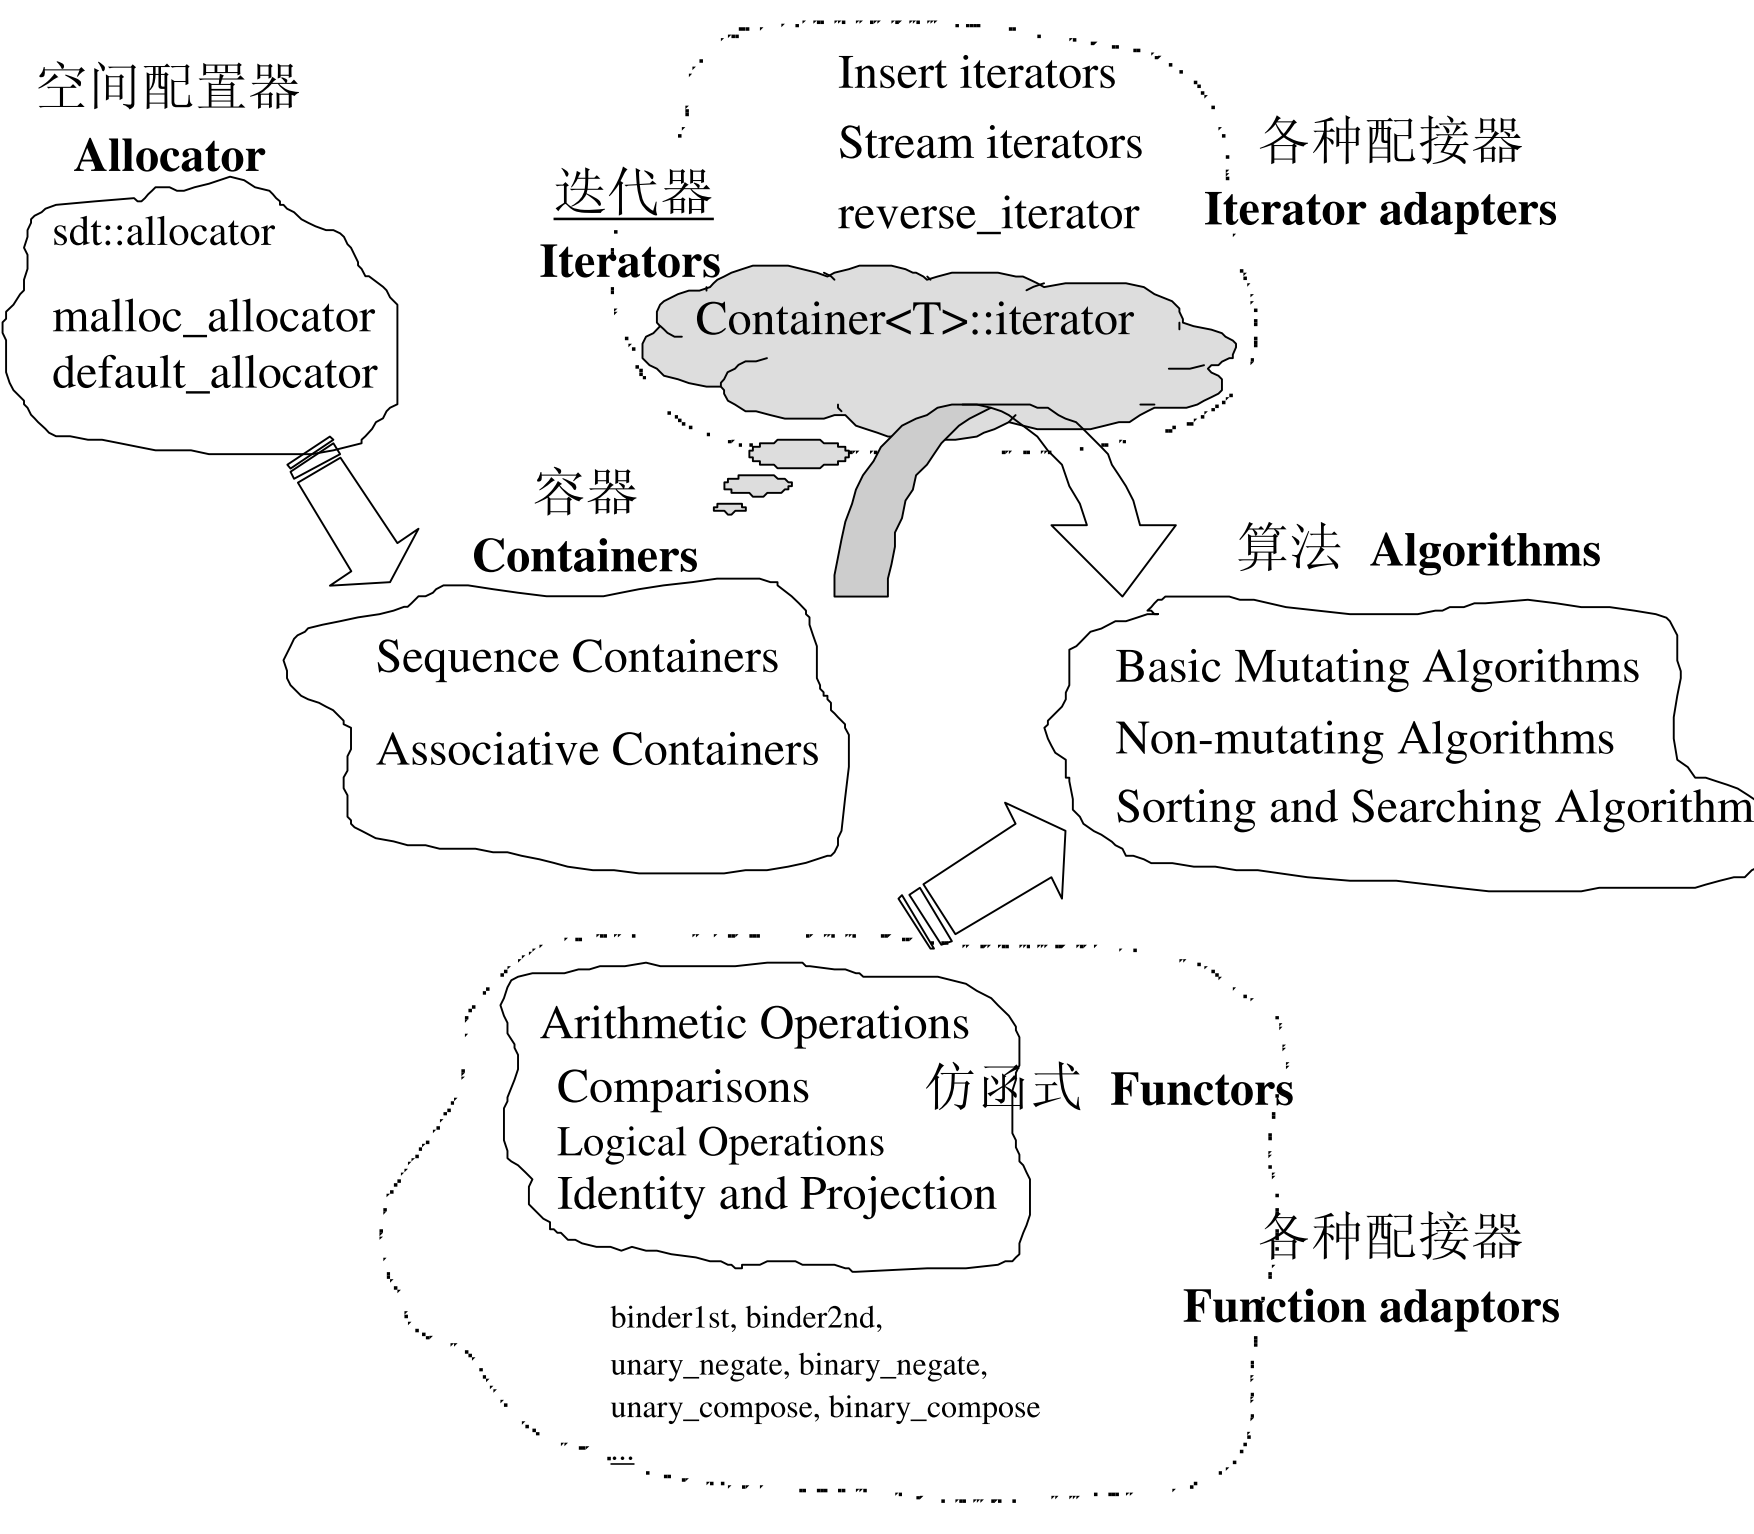 空间配置器
Allocator
sdt::allocator
malloc_allocator
default_allocator
Insert iterators
Stream iterators
reverse_iterator
各种配接器
Iterator adapters
迭代器
Iterators
Container<T>::iterator
容器
Containers
Sequence Containers
Associative Containers
算法 Algorithms
Basic Mutating Algorithms
Non-mutating Algorithms
Sorting and Searching Algorithm
Arithmetic Operations
Comparisons
Logical Operations
Identity and Projection
仿函式 Functors
各种配接器
Function adaptors
binder1st, binder2nd,
unary_negate, binary_negate,
unary_compose, binary_compose
...